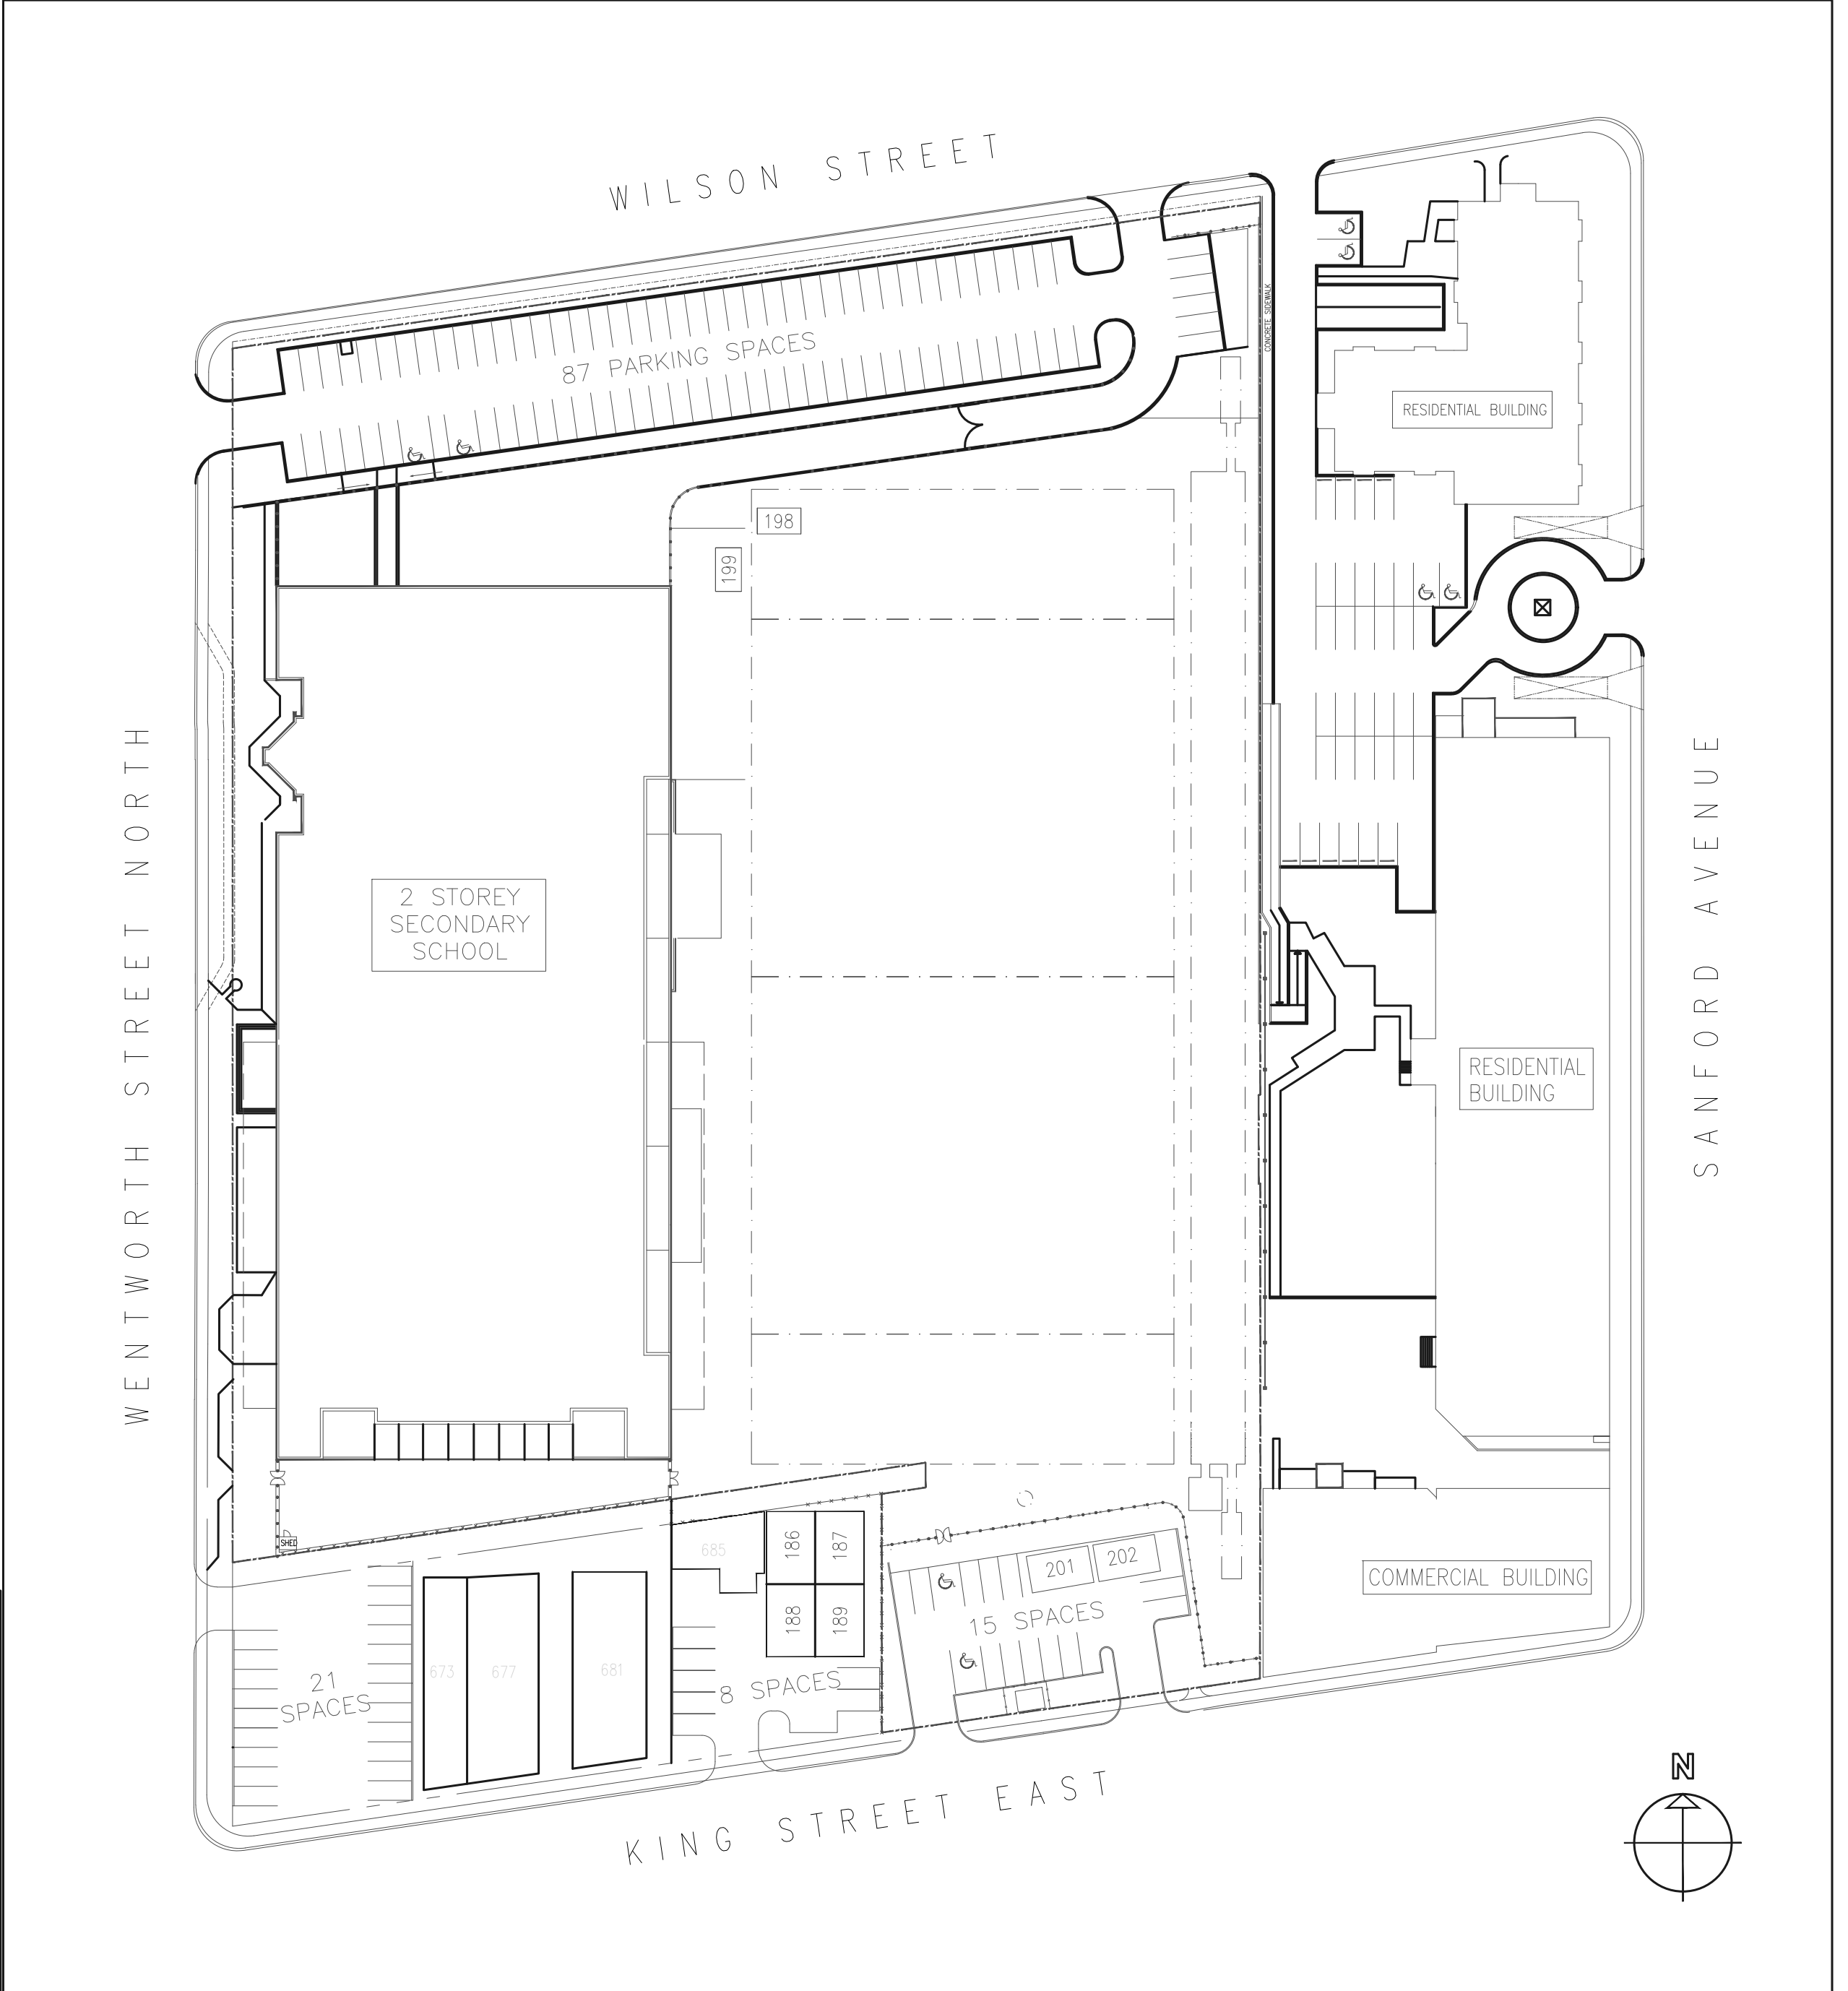 WILSON STREET
87 PARKING SPACES
CONCRETE SIDEWALK
RESIDENTIAL BUILDING
198
199
WENTWORTH STREET NORTH
2 STOREY
SECONDARY
SCHOOL
SANFORD AVENUE
RESIDENTIAL
BUILDING
SHED
685
186
187
188
189
201
202
15 SPACES
COMMERCIAL BUILDING
21
SPACES
673
677
681
8 SPACES
KING STREET EAST
N